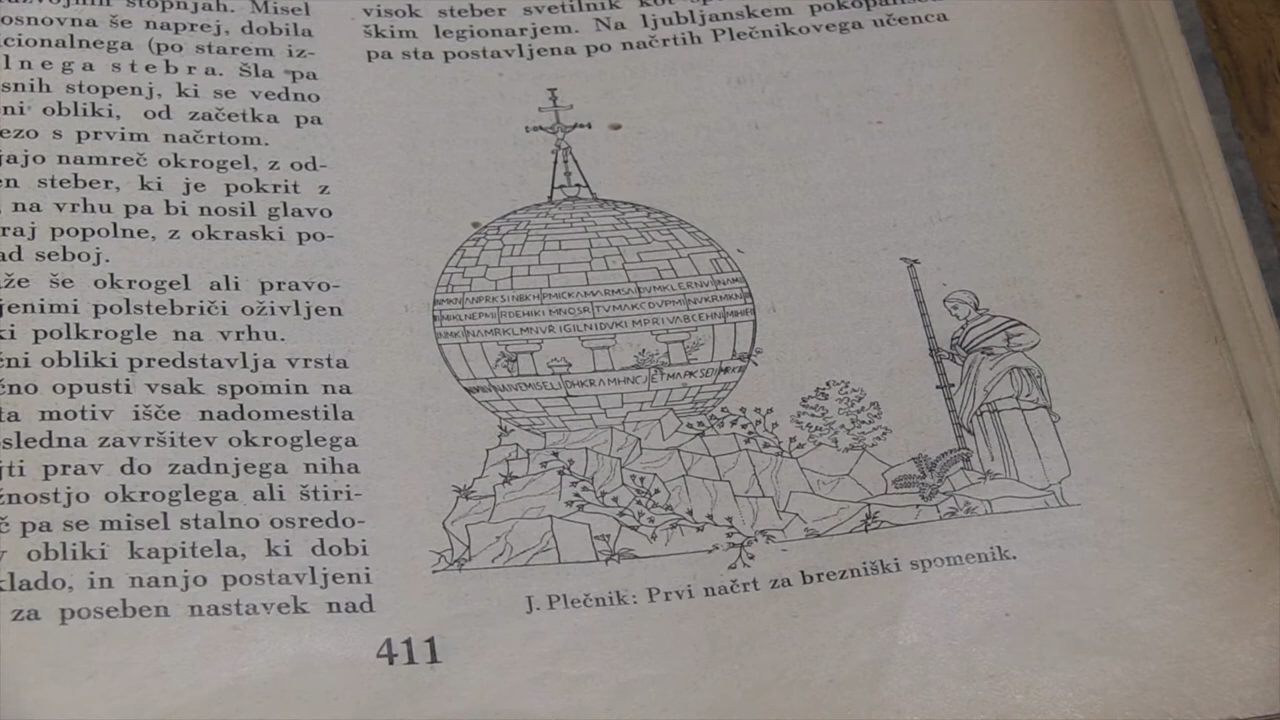 stopnjah. Misel
osnovna še naprej, dobila
cionalnega (po starem iz-
lnega stebra. Šla pa
snih stopenj, ki se vedno
ni obliki, od začetka pa
ezo s prvim načrtom.
jajo namreč okrogel, z od-
en steber, ki je pokrit z
na vrhu pa bi nosil glavo
raj popolne, z okraski po-
ad seboj.
že še okrogel ali pravo-
jenimi polstebriči oživljen
ki polkrogle na vrhu.
čni obliki predstavlja vrsta
čno opusti vsak spomin na
ta motiv išče nadomestila
sledna završitev okroglega
jti prav do zadnjega niha
žnostjo okroglega ali štiri-
č pa se misel stalno osredo-
v obliki kapitela, ki dobi
klado, in nanjo postavljeni
za poseben nastavek nad
visok steber svetilnik kot
škim legionarjem. Na ljubljanskem
pa sta postavljena po načrtih Plečnikovega učenca
J. Plečnik: Prvi načrt za brezniški spomenik.
411